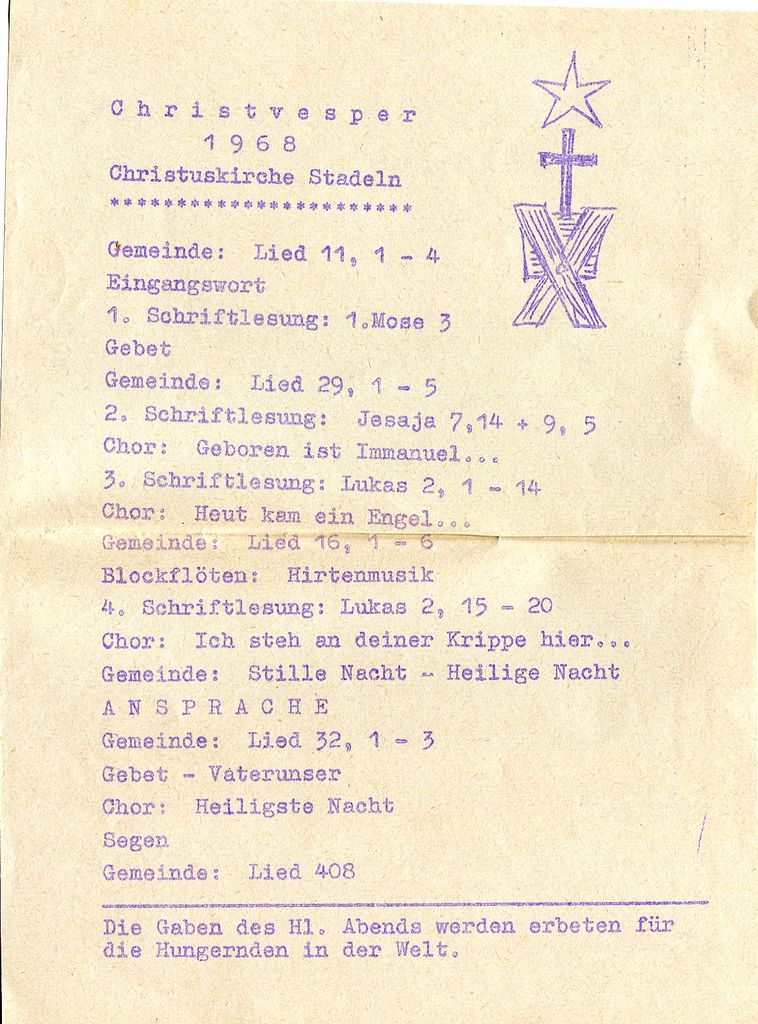 C h r i s t v e s p e r
1 9 6 8
Christuskirche Stadeln
***********************
Gemeinde: Lied 11, 1 - 4
Eingangswort
1. Schriftlesung: 1.Mose 3
Gebet
Gemeinde: Lied 29, 1 - 5
2. Schriftlesung: Jesaja 7,14 + 9, 5
Chor: Geboren ist Immanuel...
3. Schriftlesung: Lukas 2, 1 - 14
Chor: Heut kam ein Engel...
Gemeinde: Lied 16, 1 - 6
Blockflöten: Hirtenmusik
4. Schriftlesung: Lukas 2, 15 - 20
Chor: Ich steh an deiner Krippe hier...
Gemeinde: Stille Nacht - Heilige Nacht
A N S P R A C H E
Gemeinde: Lied 32, 1 - 3
Gebet - Vaterunser
Chor: Heiligste Nacht
Segen
Gemeinde: Lied 408
Die Gaben des Hl. Abends werden erbeten für
die Hungernden in der Welt.